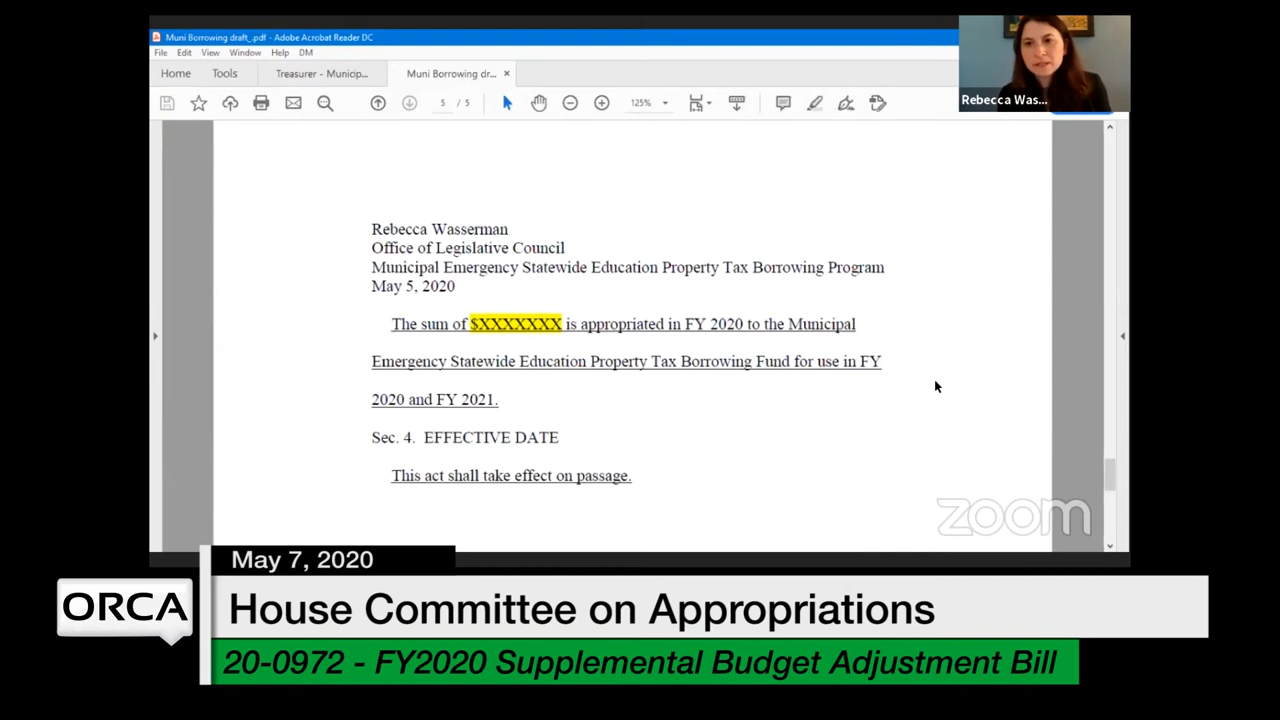 Muni Borrowing draft_.pdf - Adobe Acrobat Reader DC
File Edit View Window Help DM
Home Tools Treasurer - Municip... Muni Borrowing dr... ×
5 / 5 125%
Rebecca Was...
Rebecca Wasserman
Office of Legislative Council
Municipal Emergency Statewide Education Property Tax Borrowing Program
May 5, 2020
The sum of $XXXXXXX is appropriated in FY 2020 to the Municipal
Emergency Statewide Education Property Tax Borrowing Fund for use in FY
2020 and FY 2021.
Sec. 4. EFFECTIVE DATE
This act shall take effect on passage.
zoom
May 7, 2020
ORCA
House Committee on Appropriations
20-0972 - FY2020 Supplemental Budget Adjustment Bill